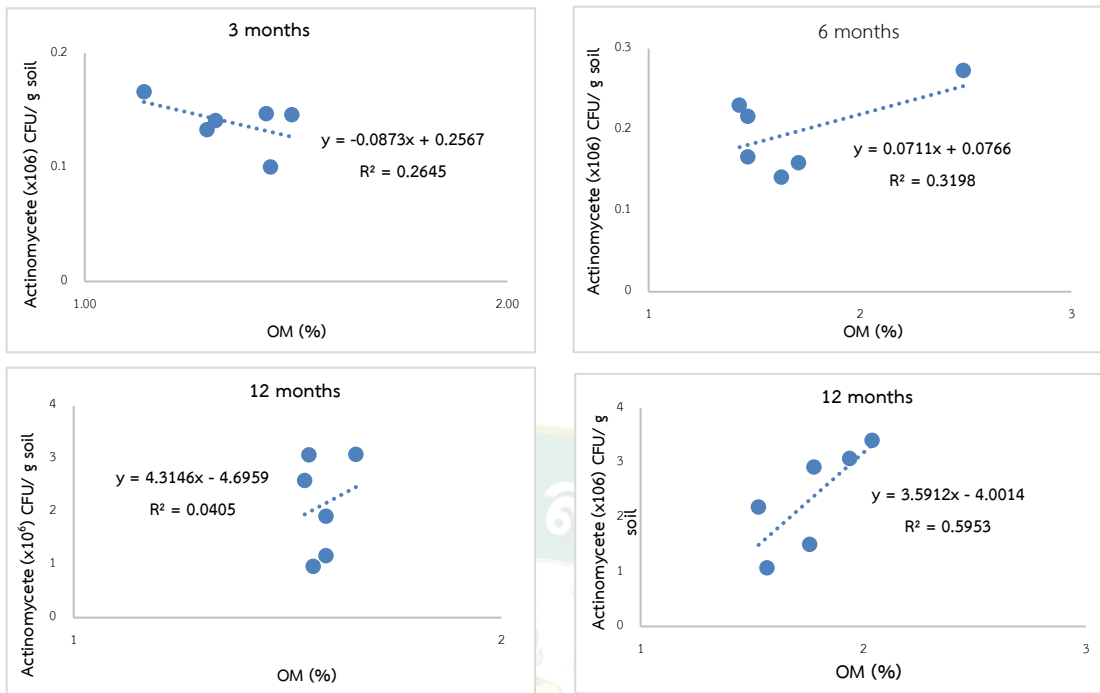 3 months
Actinomycete (x106) CFU/ g soil
0.2
0.1
0
y = -0.0873x + 0.2567
R² = 0.2645
1.00
2.00
OM (%)
6 months
Actinomycete (x106) CFU/ g soil
0.3
0.2
0.1
0
y = 0.0711x + 0.0766
R² = 0.3198
1
2
3
OM (%)
12 months
Actinomycete (x10⁶) CFU/ g soil
4
3
2
1
0
y = 4.3146x - 4.6959
R² = 0.0405
1
2
OM (%)
12 months
Actinomycete (x106) CFU/ g
soil
4
3
2
1
0
y = 3.5912x - 4.0014
R² = 0.5953
1
2
3
OM (%)